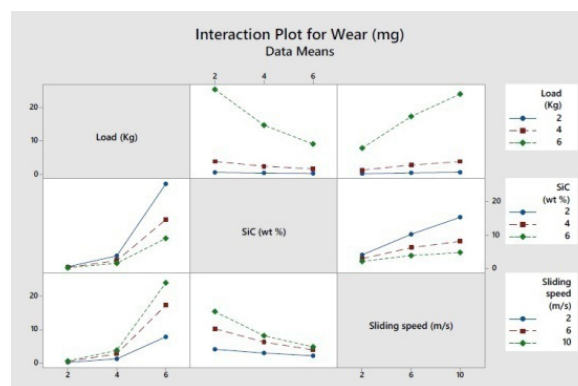 Interaction Plot for Wear (mg)
Data Means
2 4 6
20
10
0
Load (Kg)
Load
(Kg)
2
4
6
SiC (wt %)
20
10
0
SiC
(wt %)
2
4
6
20
10
0
Sliding speed (m/s)
Sliding
speed
(m/s)
2
6
10
2 4 6
2 6 10